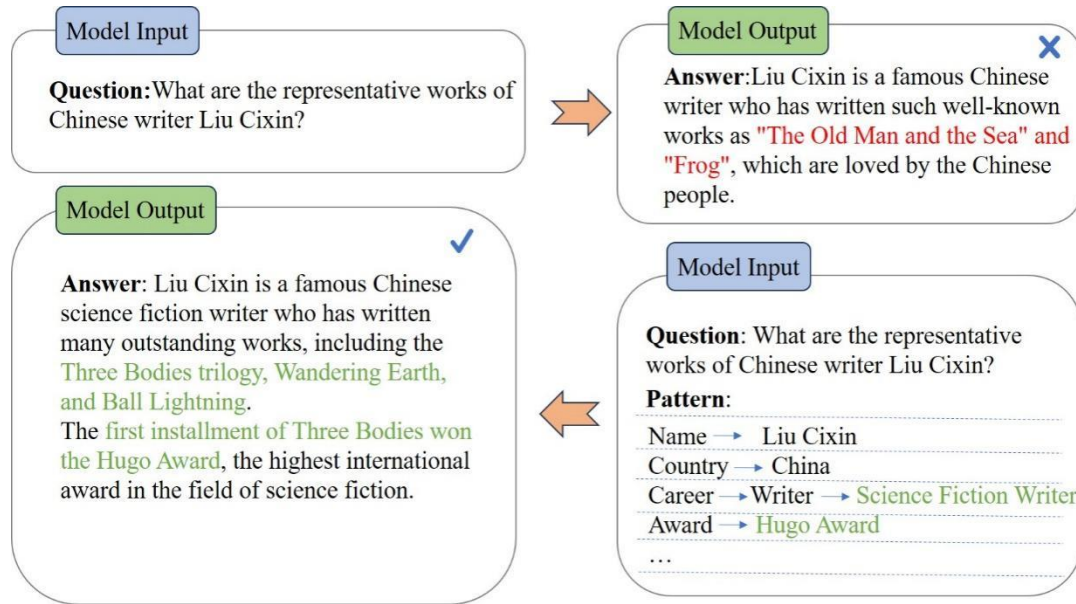 Model Input
Question:What are the representative works of
Chinese writer Liu Cixin?
Model Output
Answer:Liu Cixin is a famous Chinese
writer who has written such well-known
works as "The Old Man and the Sea" and
"Frog", which are loved by the Chinese
people.
Model Input
Question: What are the representative
works of Chinese writer Liu Cixin?
Pattern:
Name → Liu Cixin
Country → China
Career → Writer → Science Fiction Writer
Award → Hugo Award
…
Model Output
Answer: Liu Cixin is a famous Chinese
science fiction writer who has written
many outstanding works, including the
Three Bodies trilogy, Wandering Earth,
and Ball Lightning.
The first installment of Three Bodies won
the Hugo Award, the highest international
award in the field of science fiction.